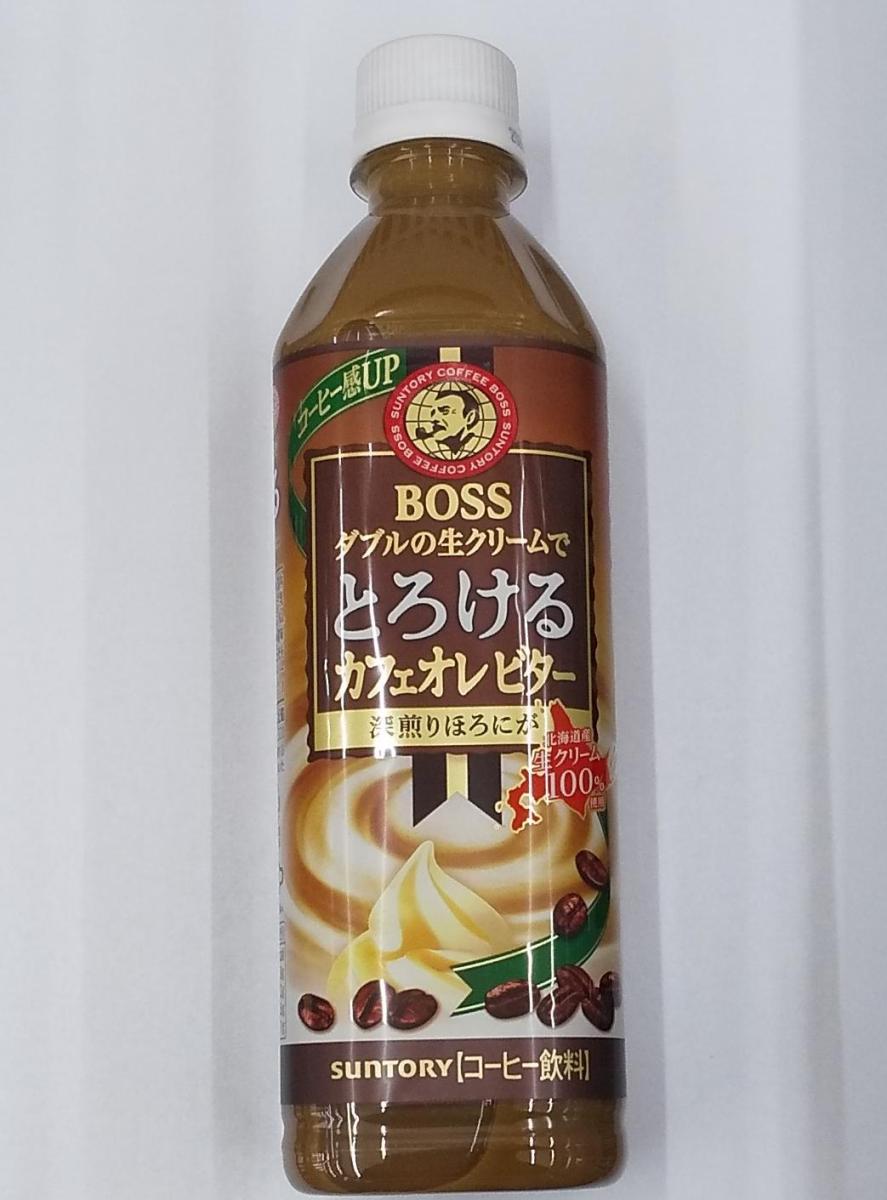 コーヒー感UP
SUNTORY COFFEE BOSS SUNTORY COFFEE BOSS
BOSS
ダブルの生クリームで
とろける
カフェオレ ビター
深煎りほろにが
北海道産
生クリーム
100%
使用
SUNTORY【コーヒー飲料】